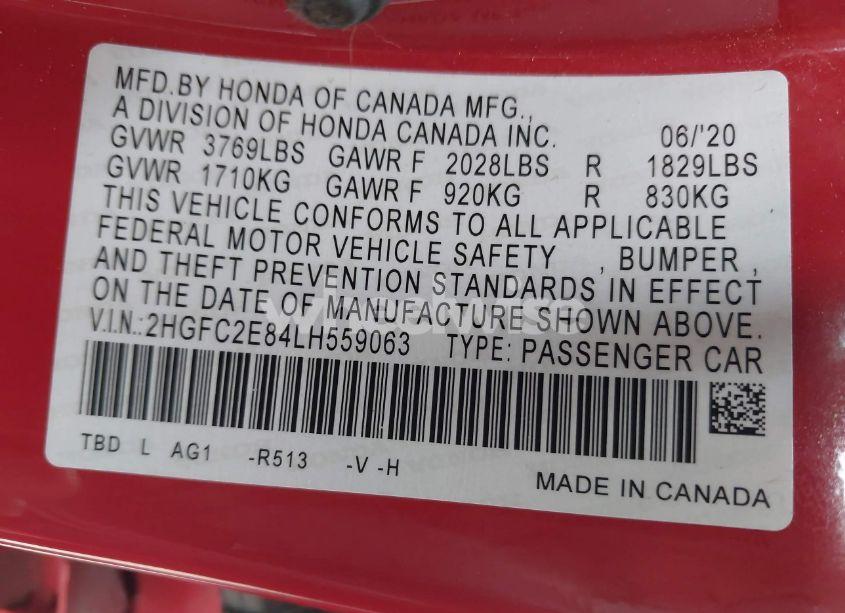 MFD.BY HONDA OF CANADA MFG.,
A DIVISION OF HONDA CANADA INC. 06/'20
GVWR 3769LBS GAWR F 2028LBS R 1829LBS
GVWR 1710KG GAWR F 920KG R 830KG
THIS VEHICLE CONFORMS TO ALL APPLICABLE
FEDERAL MOTOR VEHICLE SAFETY , BUMPER ,
AND THEFT PREVENTION STANDARDS IN EFFECT
ON THE DATE OF MANUFACTURE SHOWN ABOVE.
V.I.N.:2HGFC2E84LH559063 TYPE: PASSENGER CAR
TBD L AG1 -R513 -V -H
MADE IN CANADA